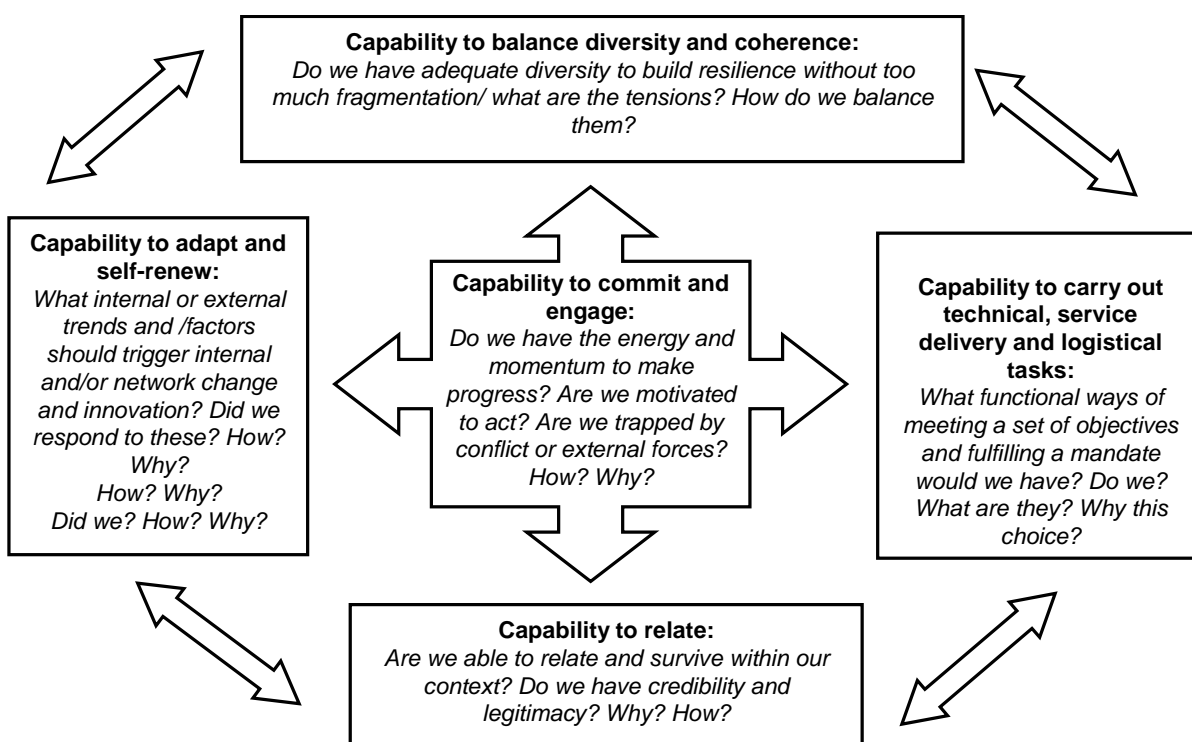 Capability to balance diversity and coherence:
Do we have adequate diversity to build resilience without too
much fragmentation/ what are the tensions? How do we balance
them?
Capability to adapt and
self-renew:
What internal or external
trends and /factors
should trigger internal
and/or network change
and innovation? Did we
respond to these? How?
Why?
How? Why?
Did we? How? Why?
Capability to commit and
engage:
Do we have the energy and
momentum to make
progress? Are we motivated
to act? Are we trapped by
conflict or external forces?
How? Why?
Capability to carry out
technical, service
delivery and logistical
tasks:
What functional ways of
meeting a set of objectives
and fulfilling a mandate
would we have? Do we?
What are they? Why this
choice?
Capability to relate:
Are we able to relate and survive within our
context? Do we have credibility and
legitimacy? Why? How?